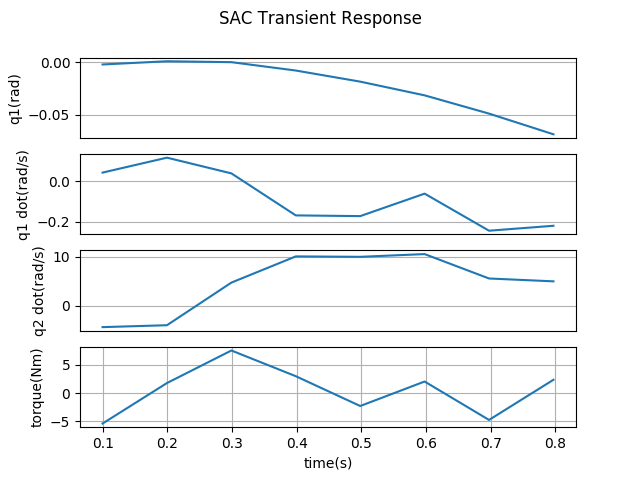 SAC Transient Response
q1(rad)
0.00
−0.05
q1 dot(rad/s)
0.0
−0.2
q2 dot(rad/s)
10
0
torque(Nm)
5
0
−5
0.1 0.2 0.3 0.4 0.5 0.6 0.7 0.8
time(s)